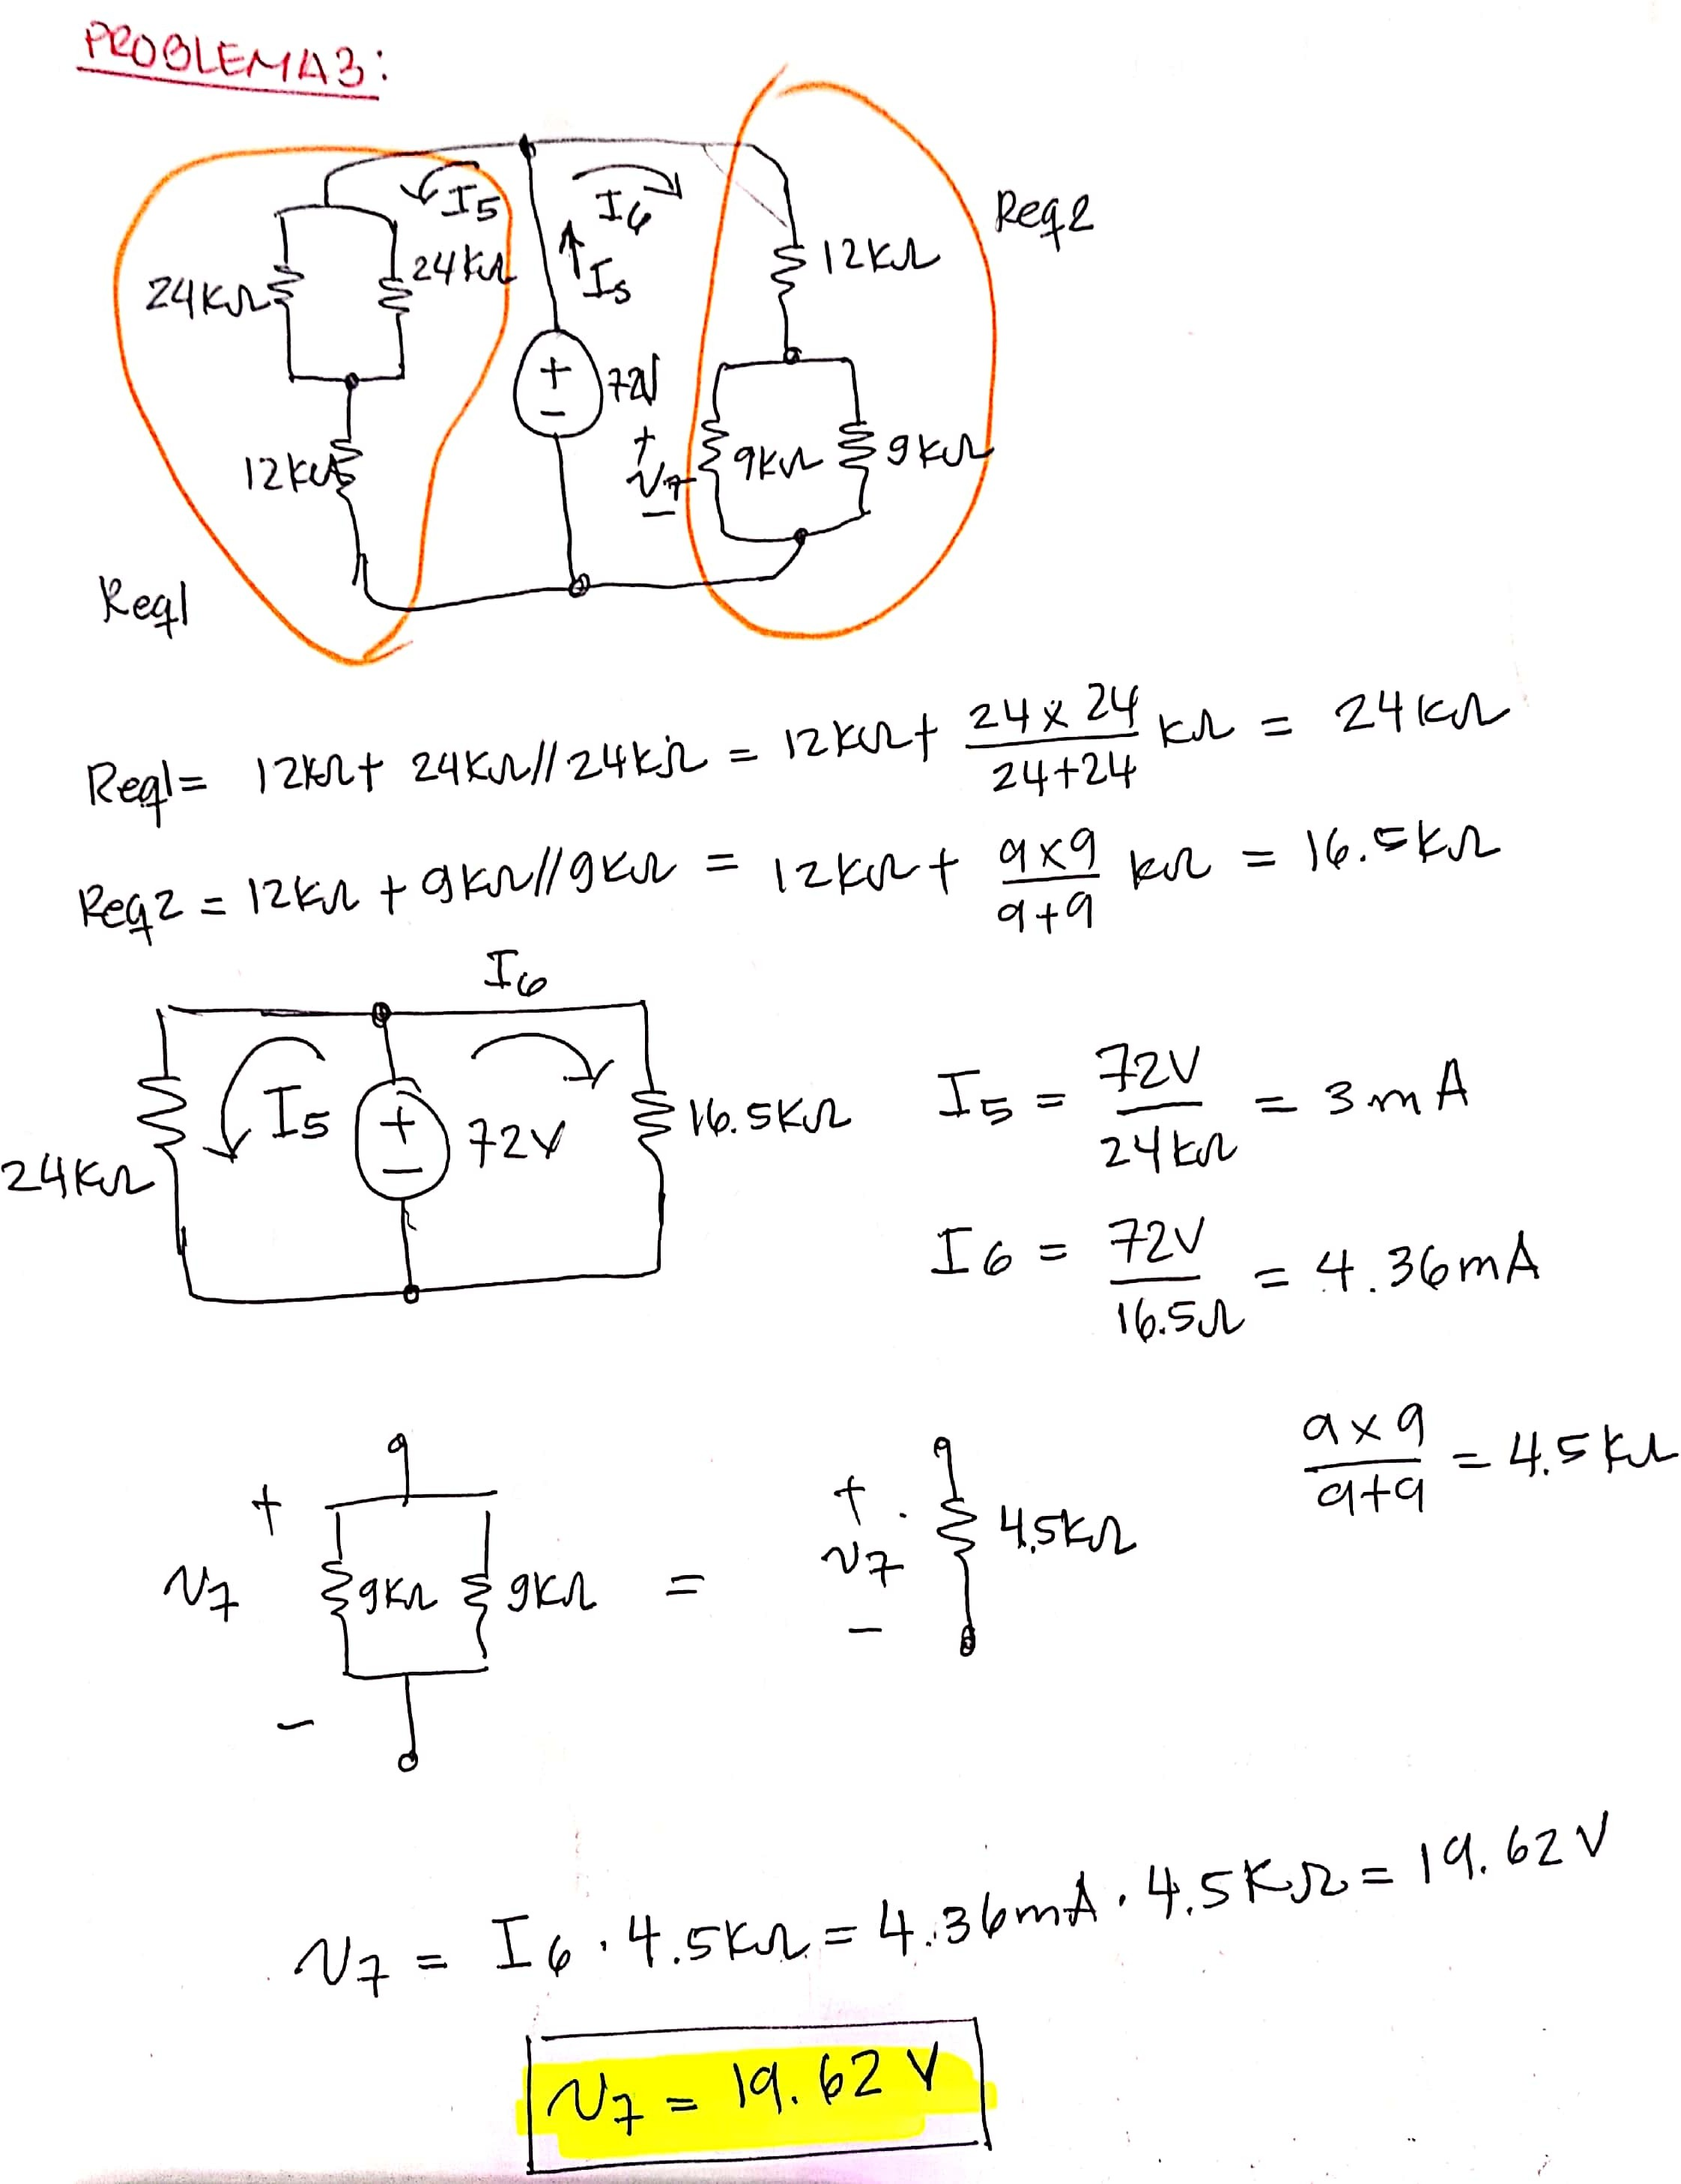 PROBLEMA3:
I5
I6
Is
Req2
24KΩ
24KΩ
12KΩ
+
72V
12KΩ
+
V7
-
9KΩ
9KΩ
Req1
Req1= 12KΩ+ 24KΩ//24KΩ = 12KΩ+ 24x24/24+24 KΩ = 24KΩ
Req2 = 12KΩ + 9KΩ//9KΩ = 12KΩ+ 9x9/9+9 KΩ = 16.5KΩ
I6
24KΩ
I5
+
72V
16.5KΩ
I5 = 72V/24KΩ = 3mA
I6 = 72V/16.5Ω = 4.36mA
+
V7
-
9KΩ
9KΩ
=
+
V7
-
4.5KΩ
9x9/9+9 = 4.5KΩ
V7 = I6 . 4.5KΩ = 4.36mA . 4.5KΩ = 19.62V
V7 = 19.62V